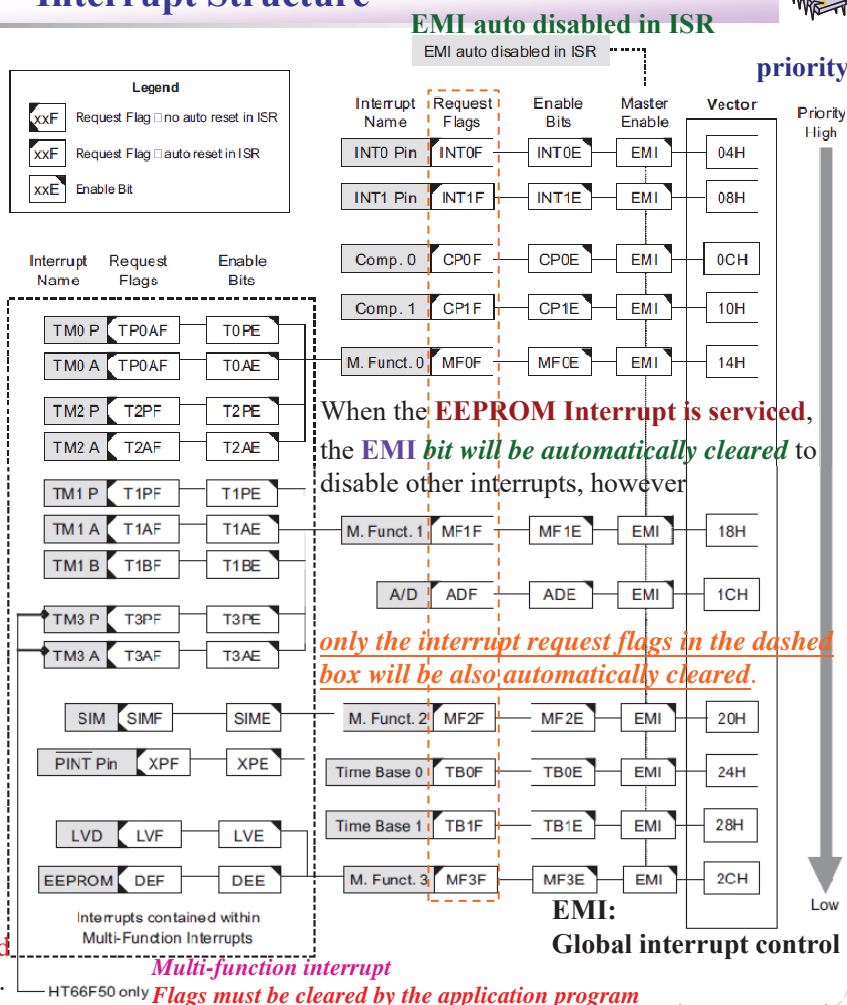 Interrupt Structure
EMI auto disabled in ISR
EMI auto disabled in ISR
priority
Legend
xxF Request Flag □ no auto reset in ISR
xxF Request Flag □ auto reset in ISR
xxE Enable Bit
Interrupt Name Request Flags Enable Bits Master Enable Vector Priority High
INT0 Pin INT0F INT0E EMI 04H
INT1 Pin INT1F INT1E EMI 08H
Comp. 0 CP0F CP0E EMI 0CH
Comp. 1 CP1F CP1E EMI 10H
M. Funct. 0 MF0F MF0E EMI 14H
Interrupt Name Request Flags Enable Bits
TM0 P TP0AF T0PE
TM0 A TP0AF T0AE
TM2 P T2PF T2PE
TM2 A T2AF T2AE
When the EEPROM Interrupt is serviced,
the EMI bit will be automatically cleared to
disable other interrupts, however
TM1 P T1PF T1PE
TM1 A T1AF T1AE
TM1 B T1BF T1BE
M. Funct. 1 MF1F MF1E EMI 18H
A/D ADF ADE EMI 1CH
TM3 P T3PF T3PE
TM3 A T3AF T3AE
only the interrupt request flags in the dashed
box will be also automatically cleared.
SIM SIMF SIME
M. Funct. 2 MF2F MF2E EMI 20H
PINT Pin XPF XPE
Time Base 0 TB0F TB0E EMI 24H
Time Base 1 TB1F TB1E EMI 28H
LVD LVF LVE
EEPROM DEF DEE
M. Funct. 3 MF3F MF3E EMI 2CH
Low
Interrupts contained within
Multi-Function Interrupts
EMI:
Global interrupt control
d
.
HT66F50 only
Multi-function interrupt
Flags must be cleared by the application program